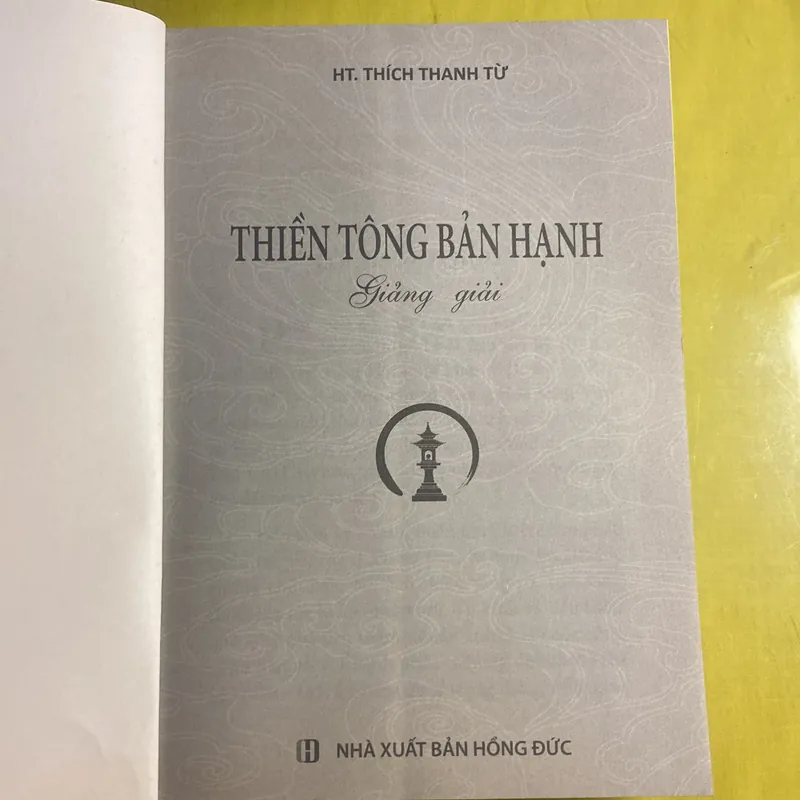 HT. THÍCH THANH TỪ
THIỀN TÔNG BẢN HẠNH
Giảng giải
NHÀ XUẤT BẢN HỒNG ĐỨC